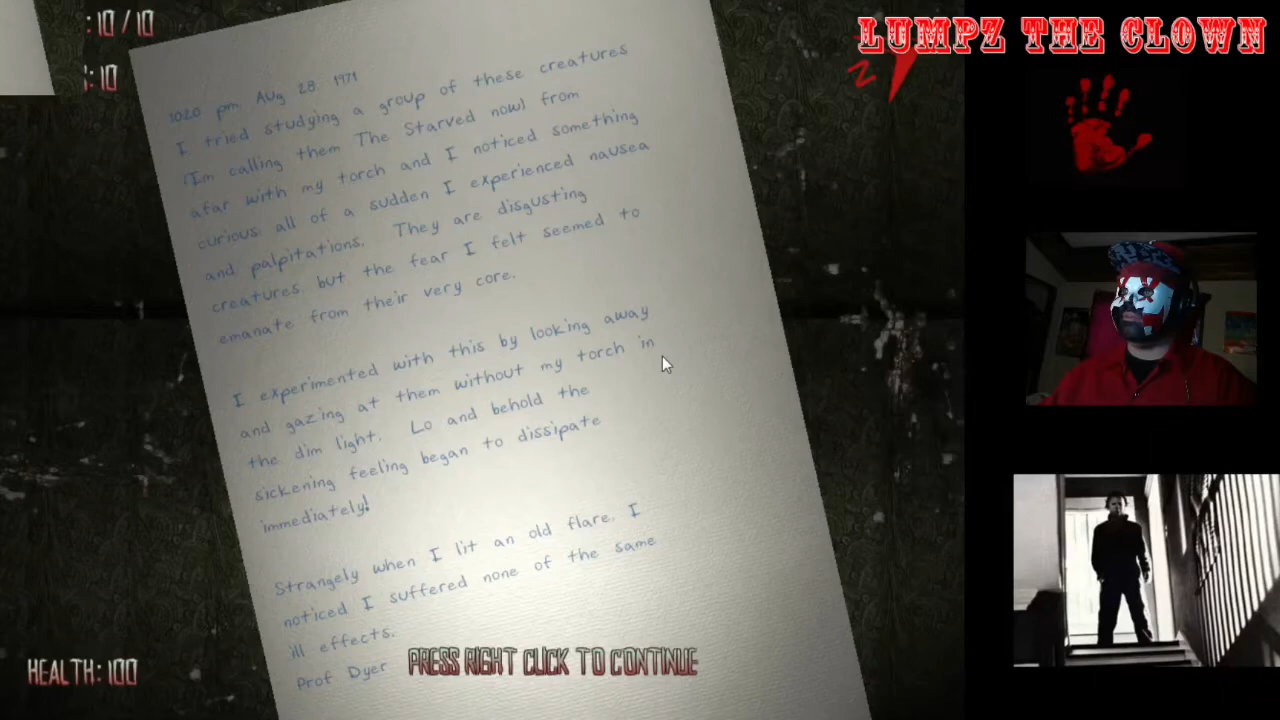 : 10 / 10
: 10
LUMPZ THE CLOWN
1020 pm Aug 28 1971
I tried studying a group of these creatures
(Im calling them The Starved now) from
afar with my torch and I noticed something
curious: all of a sudden I experienced nausea
and palpitations. They are disgusting
creatures but the fear I felt seemed to
emanate from their very core.
I experimented with this by looking away
and gazing at them without my torch in
the dim light. Lo and behold the
sickening feeling began to dissipate
immediately!
Strangely when I lit an old flare, I
noticed I suffered none of the same
ill effects.
Prof Dyer
PRESS RIGHT CLICK TO CONTINUE
HEALTH: 100